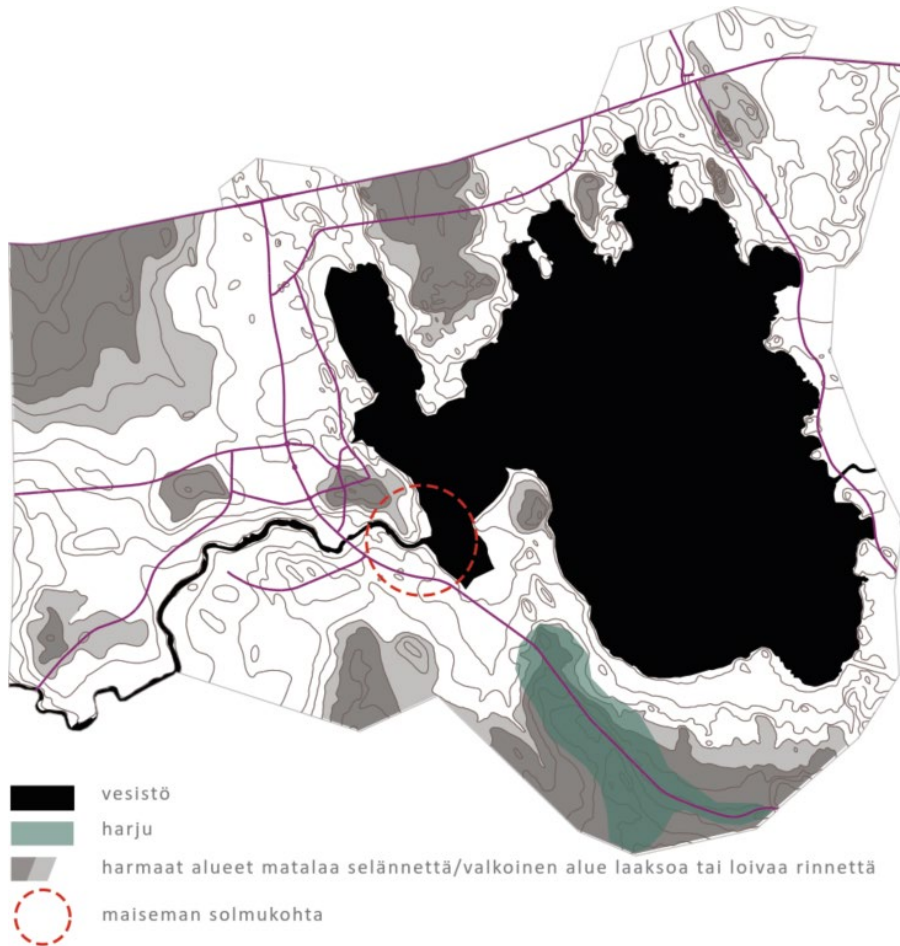 vesistö
harju
harmaat alueet matalaa selännettä/valkoinen alue laaksoa tai loivaa rinnettä
maiseman solmukohta